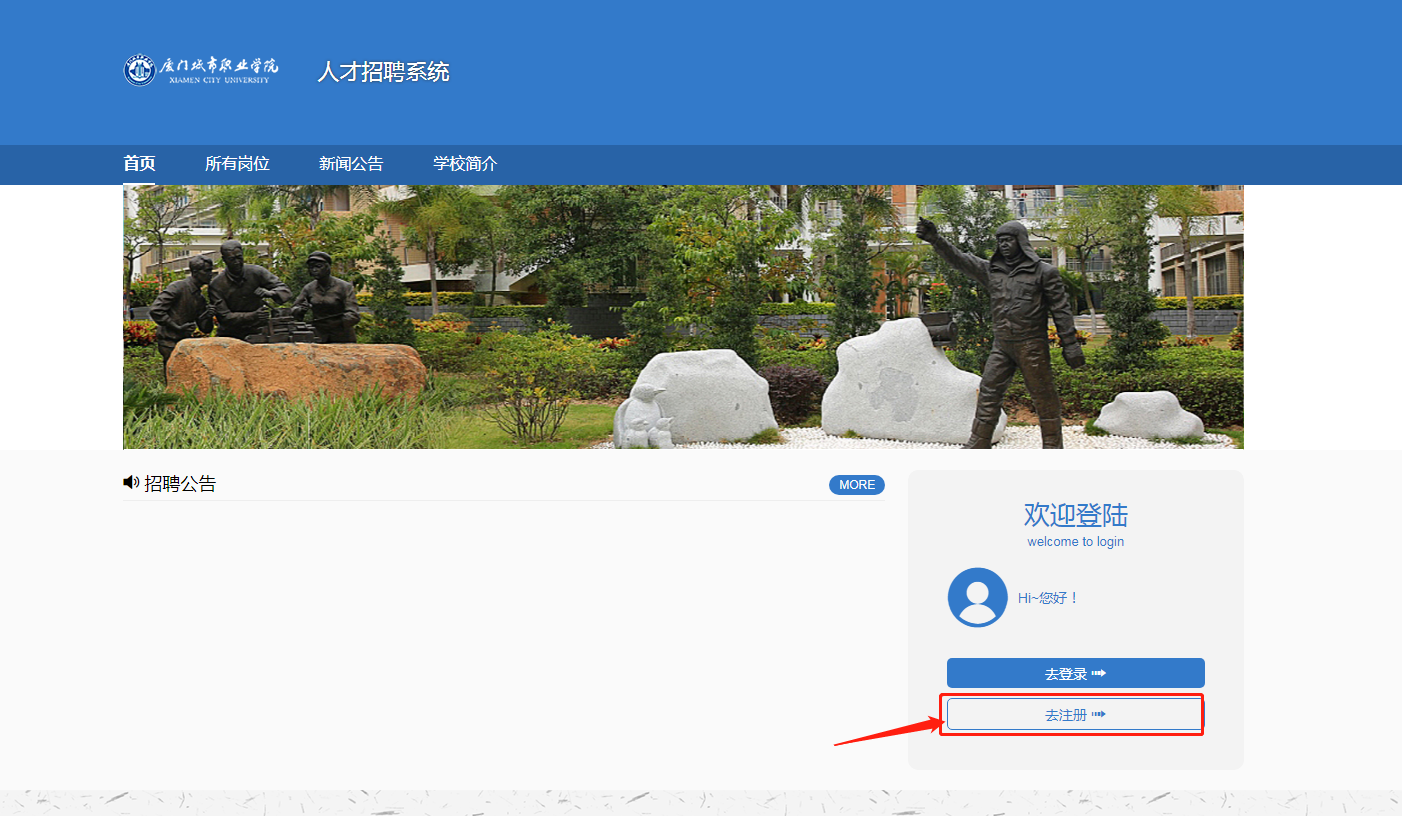 厦门城市职业学院
XIAMEN CITY UNIVERSITY
人才招聘系统
首页 所有岗位 新闻公告 学校简介
招聘公告 MORE
欢迎登陆
welcome to login
Hi~您好！
去登录
去注册